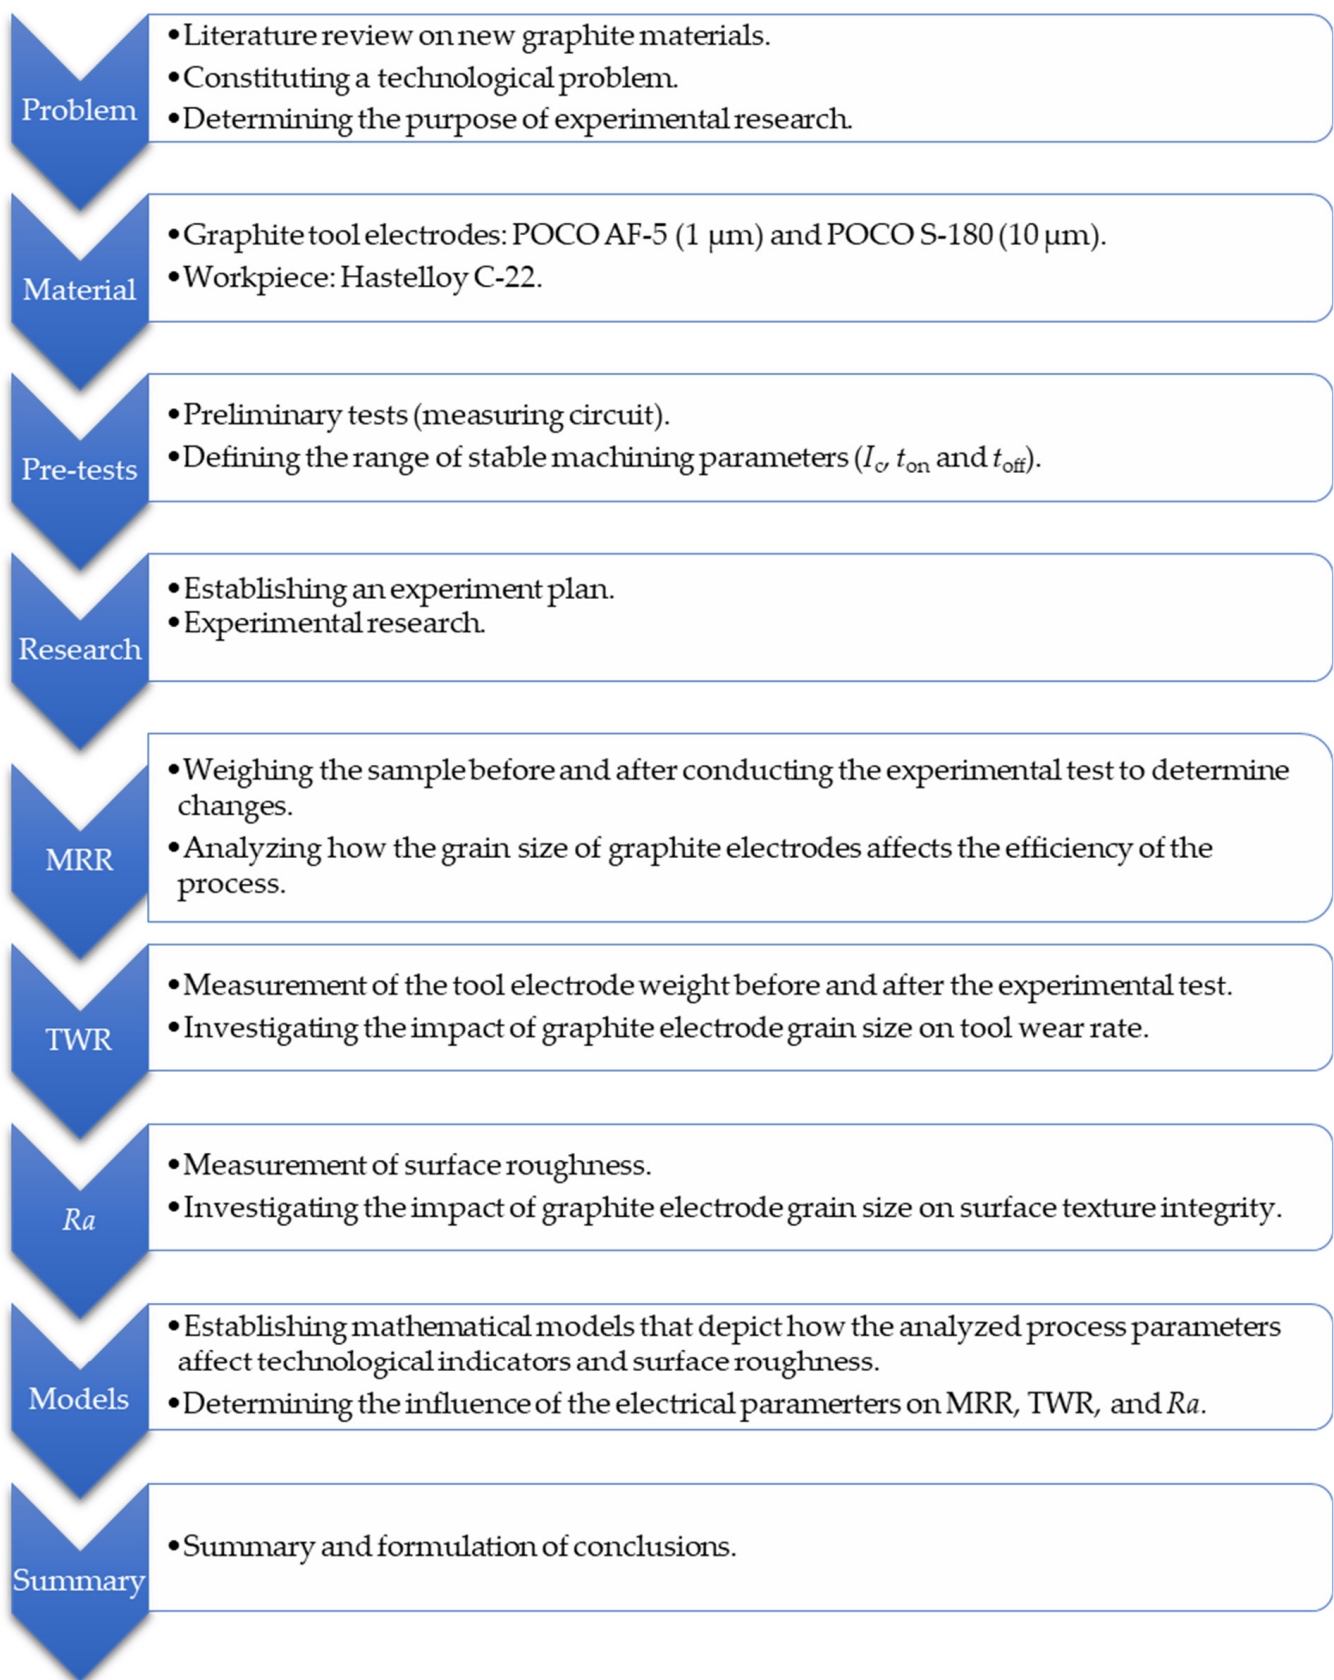 Problem
•Literature review on new graphite materials.
•Constituting a technological problem.
•Determining the purpose of experimental research.
Material
•Graphite tool electrodes: POCO AF-5 (1 μm) and POCO S-180 (10 μm).
•Workpiece: Hastelloy C-22.
Pre-tests
•Preliminary tests (measuring circuit).
•Defining the range of stable machining parameters (Ic, ton and toff).
Research
•Establishing an experiment plan.
•Experimental research.
MRR
•Weighing the sample before and after conducting the experimental test to determine
changes.
•Analyzing how the grain size of graphite electrodes affects the efficiency of the
process.
TWR
•Measurement of the tool electrode weight before and after the experimental test.
•Investigating the impact of graphite electrode grain size on tool wear rate.
Ra
•Measurement of surface roughness.
•Investigating the impact of graphite electrode grain size on surface texture integrity.
Models
•Establishing mathematical models that depict how the analyzed process parameters
affect technological indicators and surface roughness.
•Determining the influence of the electrical paramerters on MRR, TWR, and Ra.
Summary
•Summary and formulation of conclusions.